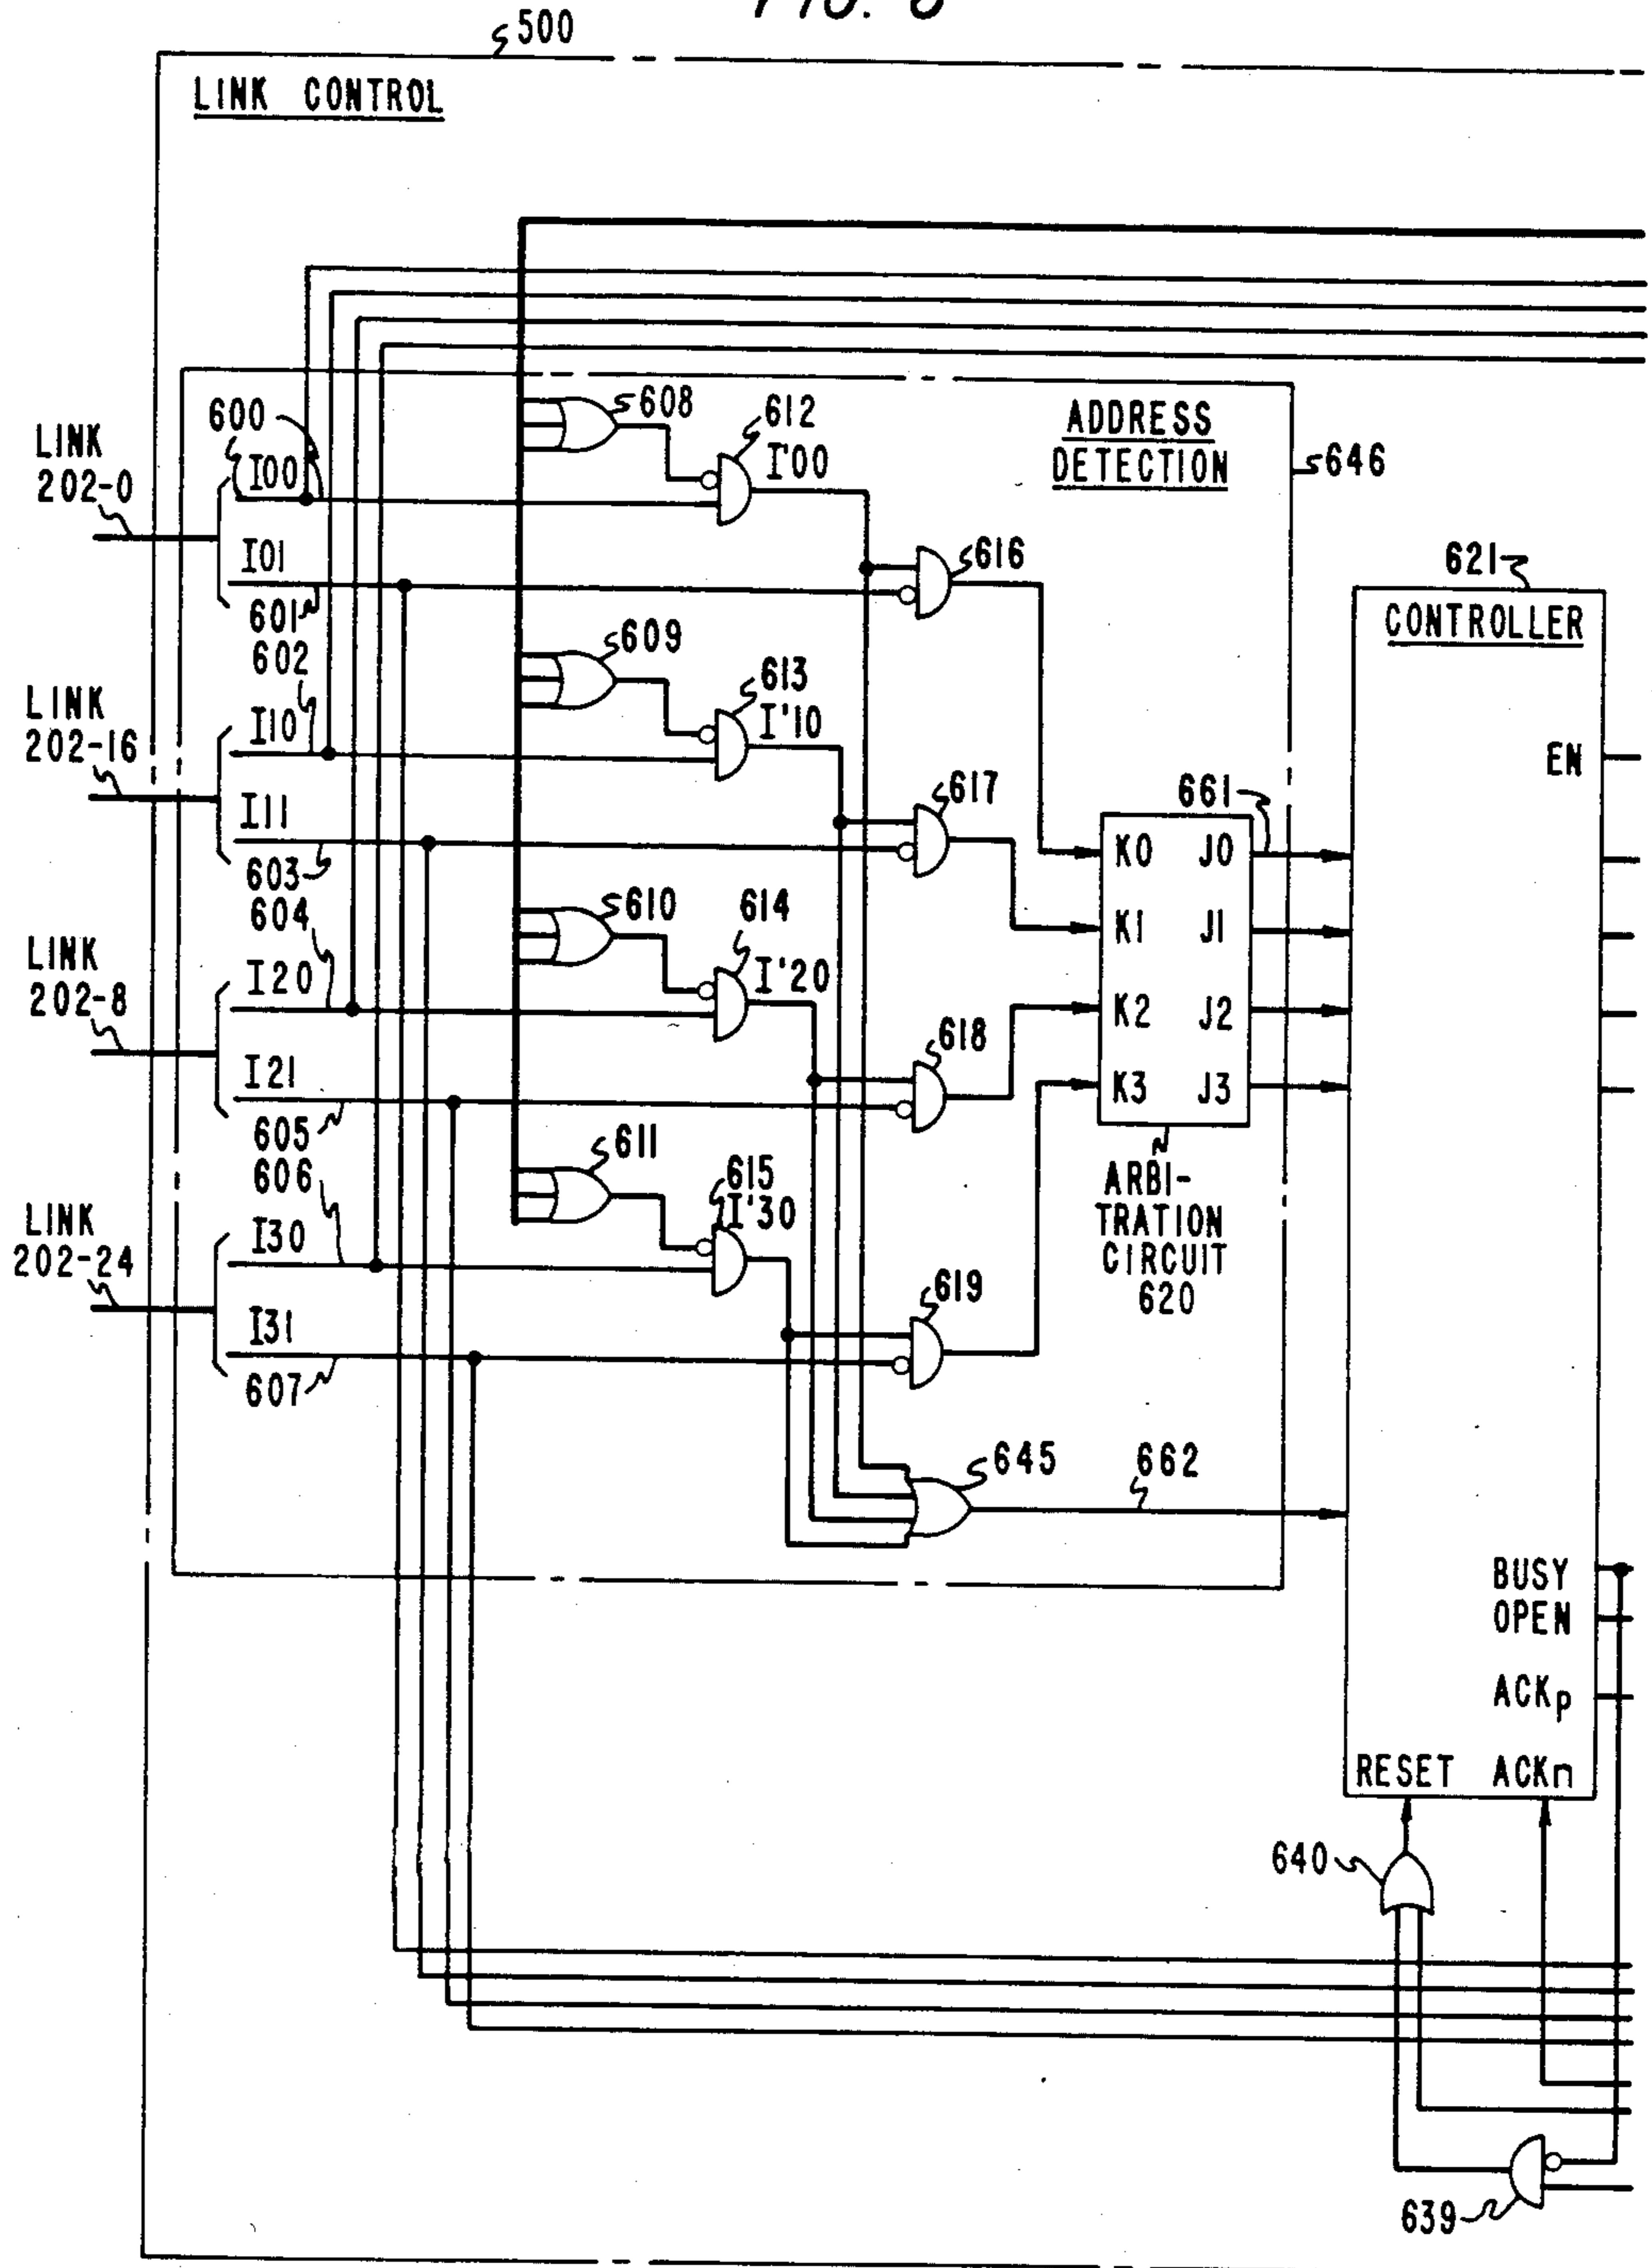 FIG. 6
500
LINK CONTROL
600
608
612
ADDRESS
DETECTION
646
LINK
202-0
I00
I'00
I01
601
616
621
CONTROLLER
602
609
613
LINK
202-16
I10
I'10
EN
I11
603
617
661
K0 J0
K1 J1
K2 J2
K3 J3
604
610
614
LINK
202-8
I20
I'20
I21
605
618
606
611
615
I'30
ARBI-
TRATION
CIRCUIT
620
LINK
202-24
I30
I31
607
619
645
662
BUSY
OPEN
ACKp
RESET ACKn
640
639